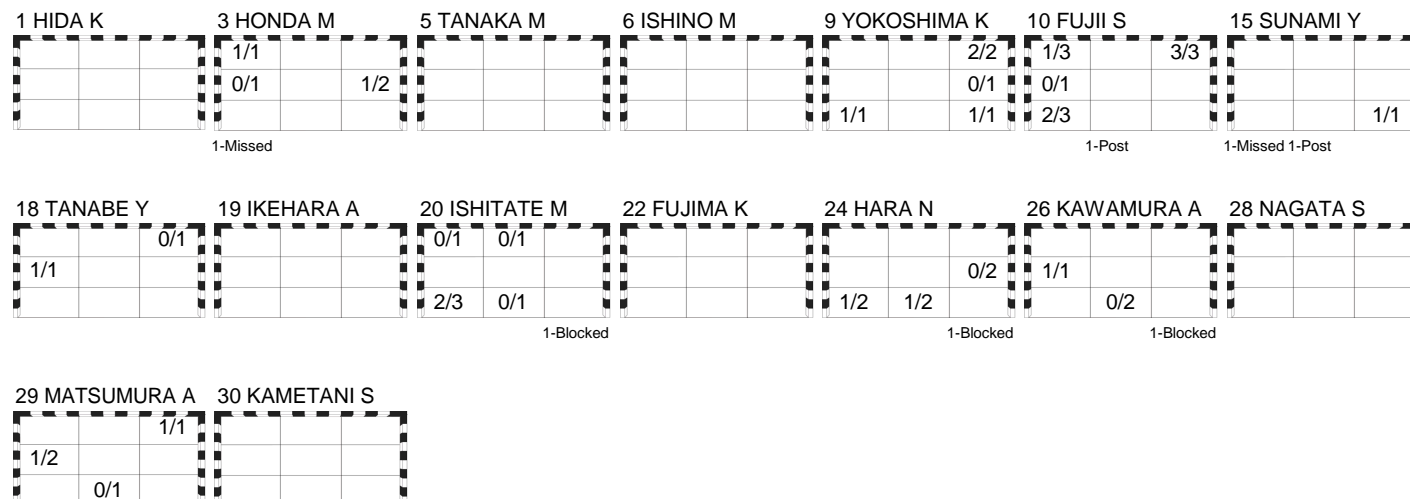 1 HIDA K 3 HONDA M 5 TANAKA M 6 ISHINO M 9 YOKOSHIMA K 10 FUJII S 15 SUNAMI Y
1/1 2/2 1/3 3/3
0/1 1/2 0/1 0/1
1/1 1/1 2/3 1/1
1-Missed 1-Post 1-Missed 1-Post
18 TANABE Y 19 IKEHARA A 20 ISHITATE M 22 FUJIMA K 24 HARA N 26 KAWAMURA A 28 NAGATA S
0/1 0/1 0/1
1/1 0/2 1/1
2/3 0/1 1/2 1/2 0/2
1-Blocked 1-Blocked 1-Blocked
29 MATSUMURA A 30 KAMETANI S
1/1
1/2
0/1